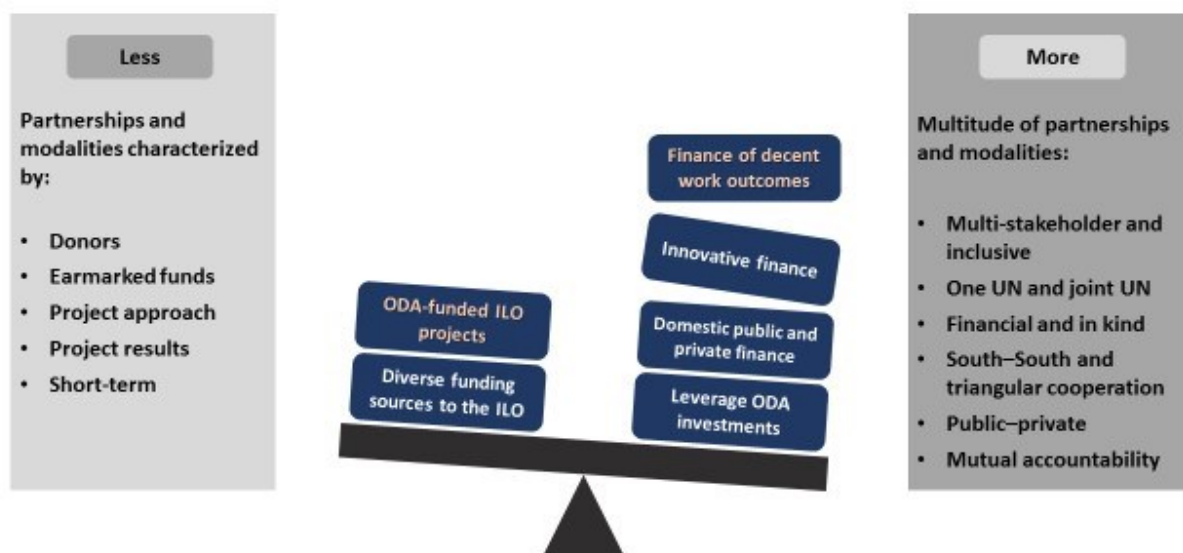 Less
Partnerships and
modalities characterized
by:
• Donors
• Earmarked funds
• Project approach
• Project results
• Short-term
ODA-funded ILO
projects
Diverse funding
sources to the ILO
Finance of decent
work outcomes
Innovative finance
Domestic public and
private finance
Leverage ODA
investments
More
Multitude of partnerships
and modalities:
• Multi-stakeholder and
inclusive
• One UN and joint UN
• Financial and in kind
• South–South and
triangular cooperation
• Public–private
• Mutual accountability